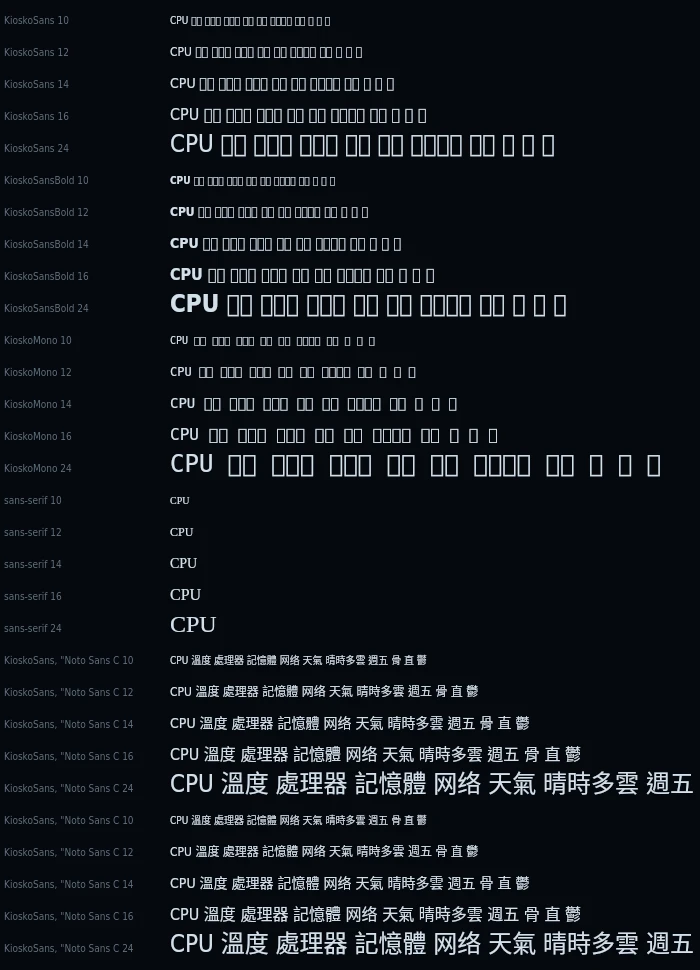 KioskoSans 10 CPU
KioskoSans 12 CPU
KioskoSans 14 CPU
KioskoSans 16 CPU
KioskoSans 24 CPU
KioskoSansBold 10 CPU
KioskoSansBold 12 CPU
KioskoSansBold 14 CPU
KioskoSansBold 16 CPU
KioskoSansBold 24 CPU
KioskoMono 10 CPU
KioskoMono 12 CPU
KioskoMono 14 CPU
KioskoMono 16 CPU
KioskoMono 24 CPU
sans-serif 10 CPU
sans-serif 12 CPU
sans-serif 14 CPU
sans-serif 16 CPU
sans-serif 24 CPU
KioskoSans, "Noto Sans C 10 CPU 溫度 處理器 記憶體 网络 天氣 晴時多雲 週五 骨 直 鬱
KioskoSans, "Noto Sans C 12 CPU 溫度 處理器 記憶體 网络 天氣 晴時多雲 週五 骨 直 鬱
KioskoSans, "Noto Sans C 14 CPU 溫度 處理器 記憶體 网络 天氣 晴時多雲 週五 骨 直 鬱
KioskoSans, "Noto Sans C 16 CPU 溫度 處理器 記憶體 网络 天氣 晴時多雲 週五 骨 直 鬱
KioskoSans, "Noto Sans C 24 CPU 溫度 處理器 記憶體 网络 天氣 晴時多雲 週五
KioskoSans, "Noto Sans C 10 CPU 溫度 處理器 記憶體 网络 天氣 晴時多雲 週五 骨 直 鬱
KioskoSans, "Noto Sans C 12 CPU 溫度 處理器 記憶體 网络 天氣 晴時多雲 週五 骨 直 鬱
KioskoSans, "Noto Sans C 14 CPU 溫度 處理器 記憶體 网络 天氣 晴時多雲 週五 骨 直 鬱
KioskoSans, "Noto Sans C 16 CPU 溫度 處理器 記憶體 网络 天氣 晴時多雲 週五 骨 直 鬱
KioskoSans, "Noto Sans C 24 CPU 溫度 處理器 記憶體 网络 天氣 晴時多雲 週五